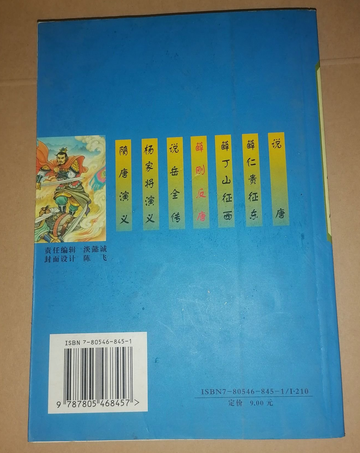 说唐
薛仁贵征东
薛丁山征西
薛刚反唐
说岳全传
杨家将演义
隋唐演义
责任编辑 洪韶诚
封面设计 陈 飞
ISBN 7-80546-845-1
9 787805 468457 >
ISBN7-80546-845-1/I·210
定价 9.00 元